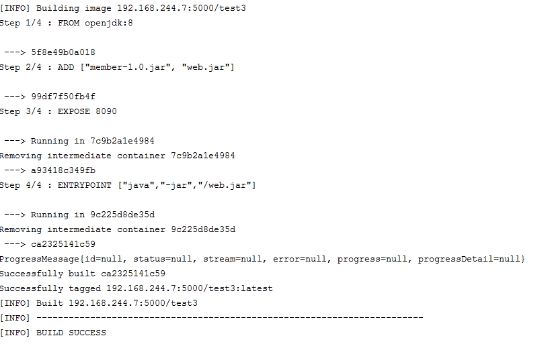 [INFO] Building image 192.168.244.7:5000/test3
Step 1/4 : FROM openjdk:8
---> 5f8e49b0a018
Step 2/4 : ADD ["member-1.0.jar", "web.jar"]
---> 99df7f50fb4f
Step 3/4 : EXPOSE 8090
---> Running in 7c9b2a1e4984
Removing intermediate container 7c9b2a1e4984
---> a93418c349fb
Step 4/4 : ENTRYPOINT ["java","-jar","/web.jar"]
---> Running in 9c225d8de35d
Removing intermediate container 9c225d8de35d
---> ca2325141c59
ProgressMessage{id=null, status=null, stream=null, error=null, progress=null, progressDetail=null}
Successfully built ca2325141c59
Successfully tagged 192.168.244.7:5000/test3:latest
[INFO] Built 192.168.244.7:5000/test3
[INFO] ------------------------------------------------------------------------
[INFO] BUILD SUCCESS